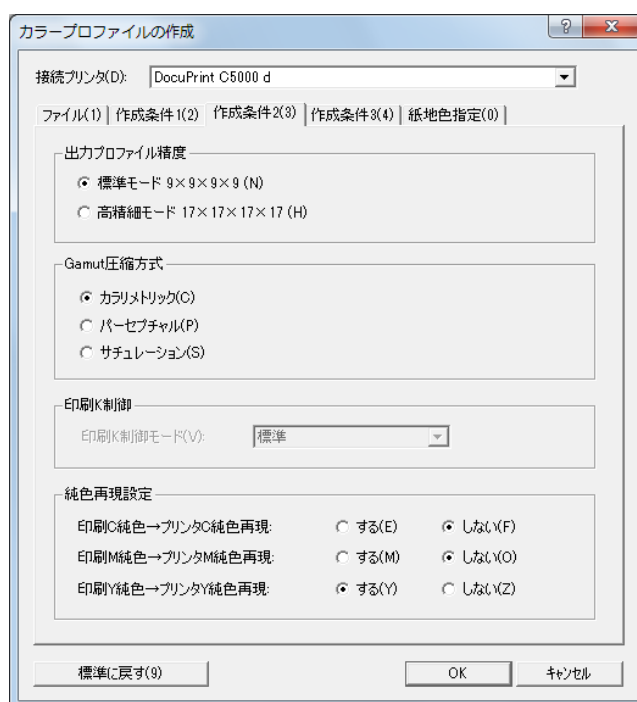 カラープロファイルの作成
接続プリンタ(D): DocuPrint C5000 d
ファイル(1) 作成条件1(2) 作成条件2(3) 作成条件3(4) 紙地色指定(0)
出力プロファイル精度
標準モード 9×9×9×9 (N)
高精細モード 17×17×17×17 (H)
Gamut圧縮方式
カラリメトリック(C)
パーセプチャル(P)
サチュレーション(S)
印刷K制御
印刷K制御モード(V): 標準
純色再現設定
印刷C純色→プリンタC純色再現: する(E) しない(F)
印刷M純色→プリンタM純色再現: する(M) しない(O)
印刷Y純色→プリンタY純色再現: する(Y) しない(Z)
標準に戻す(9) OK キャンセル